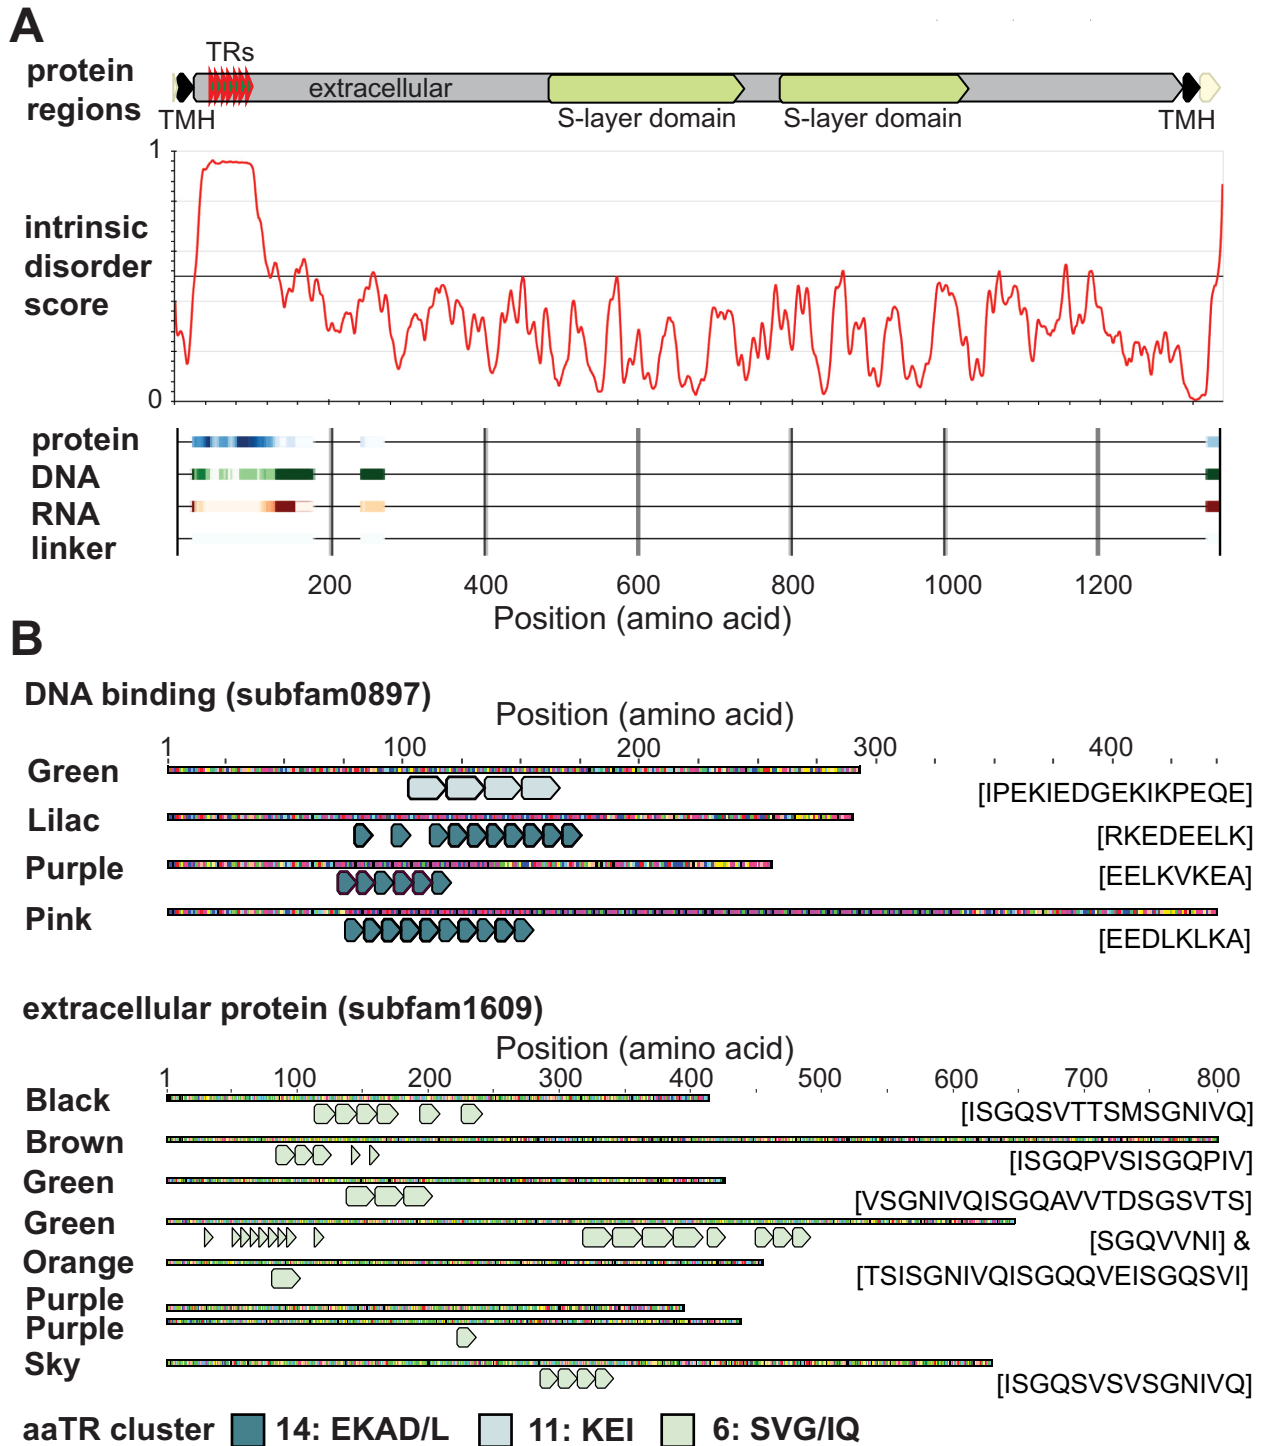 A
TRs
protein
regions
extracellular
TMH
S-layer domain
S-layer domain
TMH
1
intrinsic
disorder
score
0
protein
DNA
RNA
linker
200 400 600 800 1000 1200
Position (amino acid)
B
DNA binding (subfam0897)
Position (amino acid)
1 100 200 300 400
Green
[IPEKIEDGEKIKPEQE]
Lilac
[RKEDEELK]
Purple
[EELKVKEA]
Pink
[EEDLKLKA]
extracellular protein (subfam1609)
Position (amino acid)
1 100 200 300 400 500 600 700 800
Black
[ISGQSVTTSMSGNIVQ]
Brown
[ISGQPVSISGQPIV]
Green
[VSGNIVQISGQAVVTDSGSVTS]
Green
[SGQVVNI] &
Orange
[TSISGNIVQISGQQVEISGQSVI]
Purple
Purple
Sky
[ISGQSVSVSGNIVQ]
aaTR cluster 14: EKAD/L 11: KEI 6: SVG/IQ